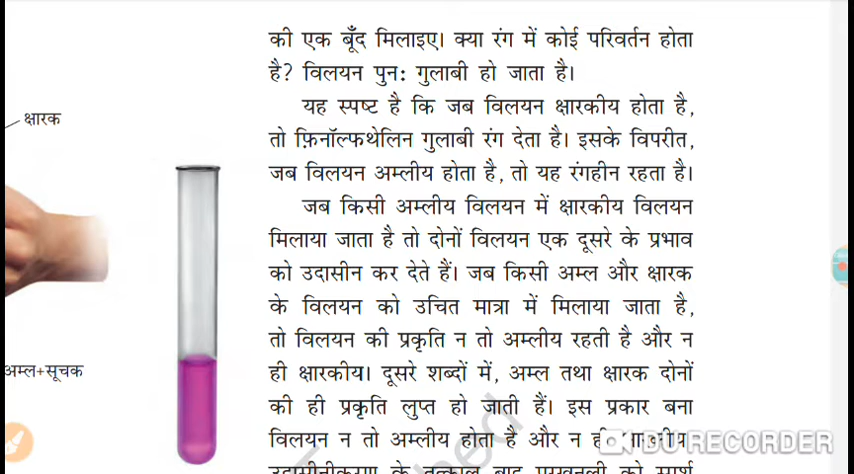 की एक बूँद मिलाइए। क्या रंग में कोई परिवर्तन होता
है? विलयन पुन: गुलाबी हो जाता है।
यह स्पष्ट है कि जब विलयन क्षारकीय होता है,
तो फ़िनॉल्फथेलिन गुलाबी रंग देता है। इसके विपरीत,
जब विलयन अम्लीय होता है, तो यह रंगहीन रहता है।
जब किसी अम्लीय विलयन में क्षारकीय विलयन
मिलाया जाता है तो दोनों विलयन एक दूसरे के प्रभाव
को उदासीन कर देते हैं। जब किसी अम्ल और क्षारक
के विलयन को उचित मात्रा में मिलाया जाता है,
तो विलयन की प्रकृति न तो अम्लीय रहती है और न
ही क्षारकीय। दूसरे शब्दों में, अम्ल तथा क्षारक दोनों
की ही प्रकृति लुप्त हो जाती हैं। इस प्रकार बना
विलयन न तो अम्लीय होता है और न ही
क्षारक
अम्ल+सूचक
DU RECORDER